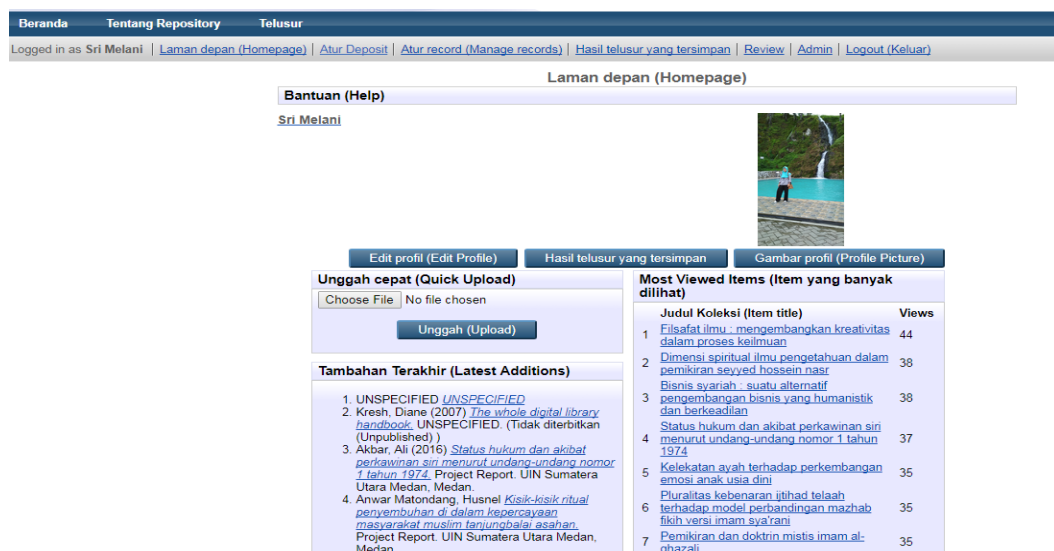 Beranda Tentang Repository Telusur
Logged in as Sri Melani | Laman depan (Homepage) | Atur Deposit | Atur record (Manage records) | Hasil telusur yang tersimpan | Review | Admin | Logout (Keluar)
Laman depan (Homepage)
Bantuan (Help)
Sri Melani
Edit profil (Edit Profile) Hasil telusur yang tersimpan Gambar profil (Profile Picture)
Unggah cepat (Quick Upload)
Choose File No file chosen
Unggah (Upload)
Tambahan Terakhir (Latest Additions)
1. UNSPECIFIED UNSPECIFIED
2. Kresh, Diane (2007) The whole digital library
handbook. UNSPECIFIED. (Tidak diterbitkan
(Unpublished) )
3. Akbar, Ali (2016) Status hukum dan akibat
perkawinan siri menurut undang-undang nomor
1 tahun 1974. Project Report. UIN Sumatera
Utara Medan, Medan.
4. Anwar Matondang, Husnel Kisik-kisik ritual
penyembuhan di dalam kepercayaan
masyarakat muslim tanjungbalai asahan.
Project Report. UIN Sumatera Utara Medan,
Medan
Most Viewed Items (Item yang banyak
dilihat)
Judul Koleksi (Item title) Views
1 Filsafat ilmu : mengembangkan kreativitas 44
dalam proses keilmuan
2 Dimensi spiritual ilmu pengetahuan dalam 38
pemikiran seyyed hossein nasr
Bisnis syariah : suatu alternatif
3 pengembangan bisnis yang humanistik 38
dan berkeadilan
Status hukum dan akibat perkawinan siri
4 menurut undang-undang nomor 1 tahun 37
1974
5 Kelekatan ayah terhadap perkembangan 35
emosi anak usia dini
Pluralitas kebenaran ijtihad telaah
6 terhadap model perbandingan mazhab 35
fikih versi imam sya'rani
7 Pemikiran dan doktrin mistis imam al- 35
ghazali